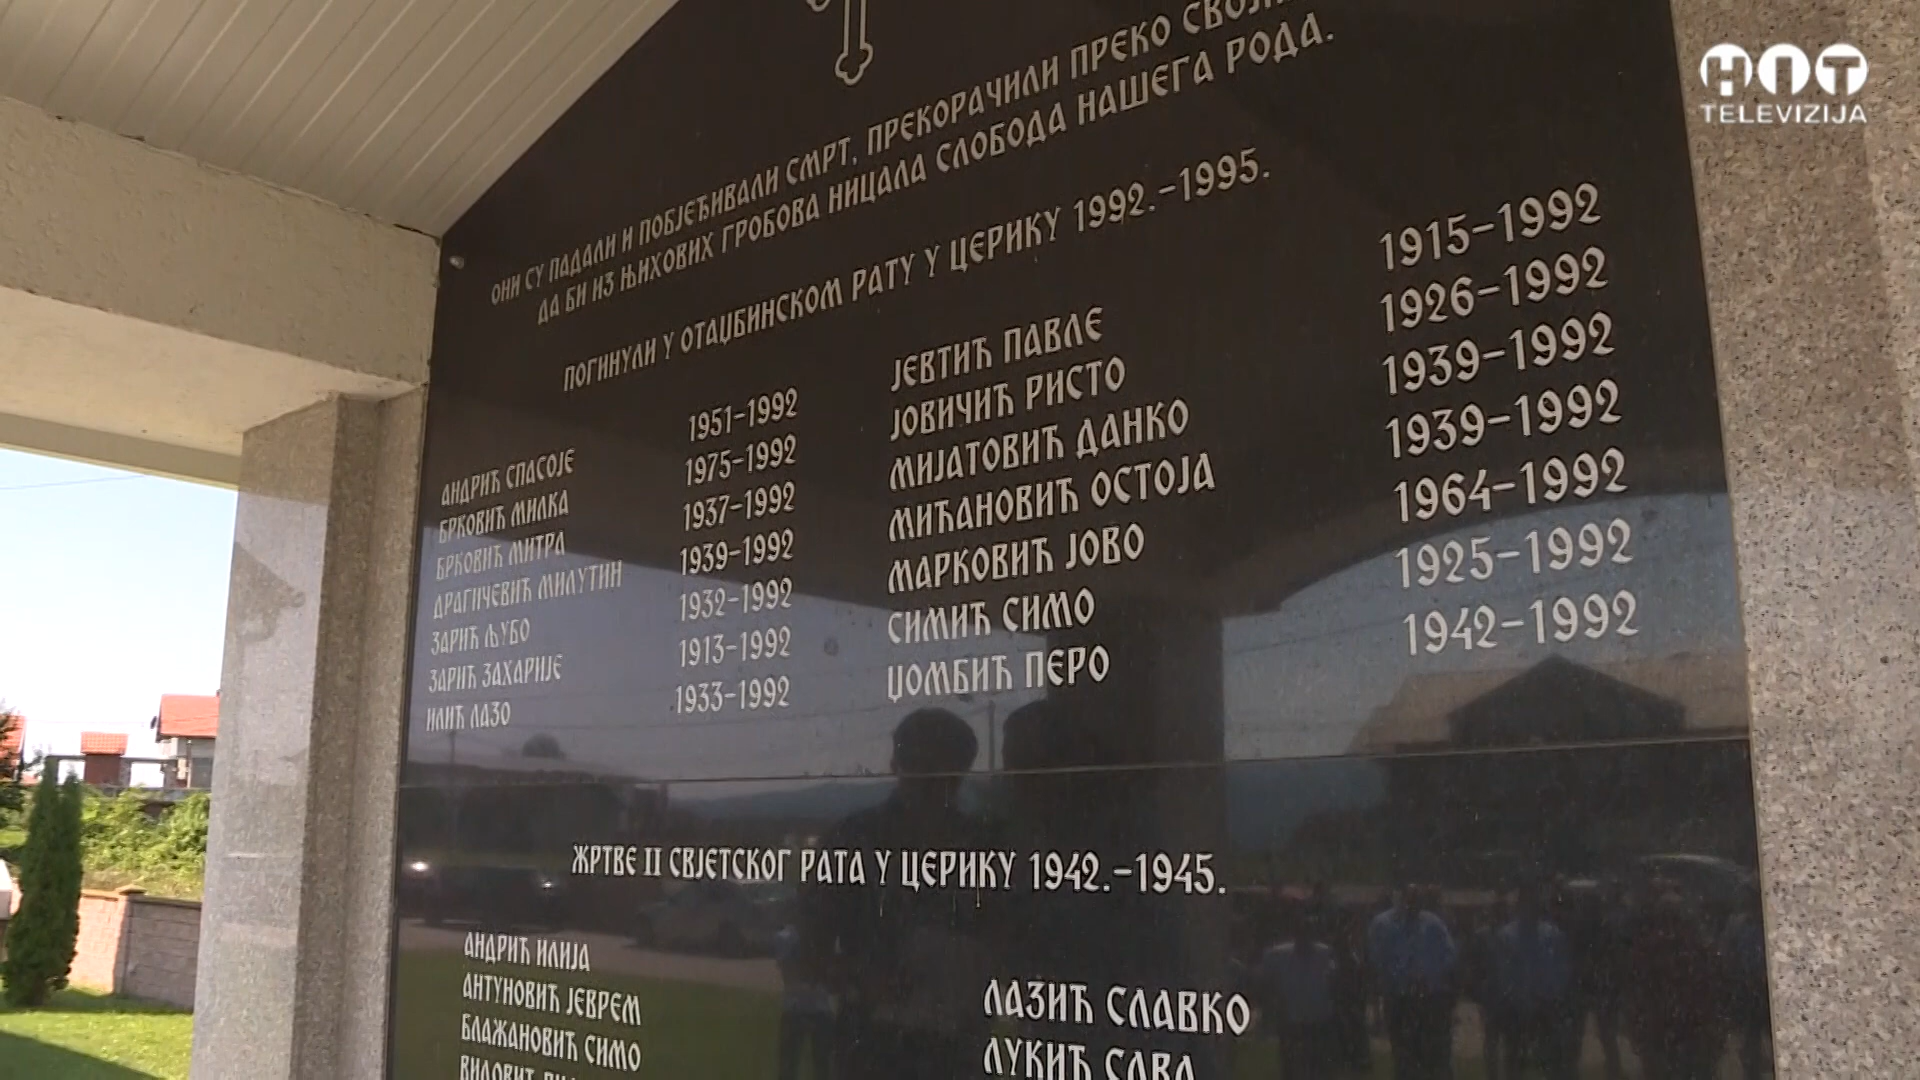 HIT
TELEVIZIJA
ОНИ СУ ПАДАЛИ И ПОБЈЕЂИВАЛИ СМРТ, ПРЕКОРАЧИЛИ ПРЕКО
ДА БИ ИЗ ЊИХОВИХ ГРОБОВА НИЦАЛА СЛОБОДА НАШЕГА РОДА.
ПОГИНУЛИ У ОТАЏБИНСКОМ РАТУ У ЦЕРИКУ 1992.-1995.
АНДРИЋ СПАСОЈЕ 1951-1992
БРКОВИЋ МИЛКА 1975-1992
БРКОВИЋ МИТРА 1937-1992
ДРАГИЧЕВИЋ МИЛУТИН 1939-1992
ЗАРИЋ ЉУБО 1932-1992
ЗАРИЋ ЗАХАРИЈЕ 1913-1992
ИЛИЋ ЛАЗО 1933-1992
ЈЕВТИЋ ПАВЛЕ 1915-1992
ЈОВИЧИЋ РИСТО 1926-1992
МИЈАТОВИЋ ДАНКО 1939-1992
МИЋАНОВИЋ ОСТОЈА 1939-1992
МАРКОВИЋ ЈОВО 1964-1992
СИМИЋ СИМО 1925-1992
ЏОМБИЋ ПЕРО 1942-1992
ЖРТВЕ II СВЈЕТСКОГ РАТА У ЦЕРИКУ 1942.-1945.
АНДРИЋ ИЛИЈА
АНТУНОВИЋ ЈЕВРЕМ
БЛАЖАНОВИЋ СИМО
ЛАЗИЋ СЛАВКО
ЛУКИЋ САВА